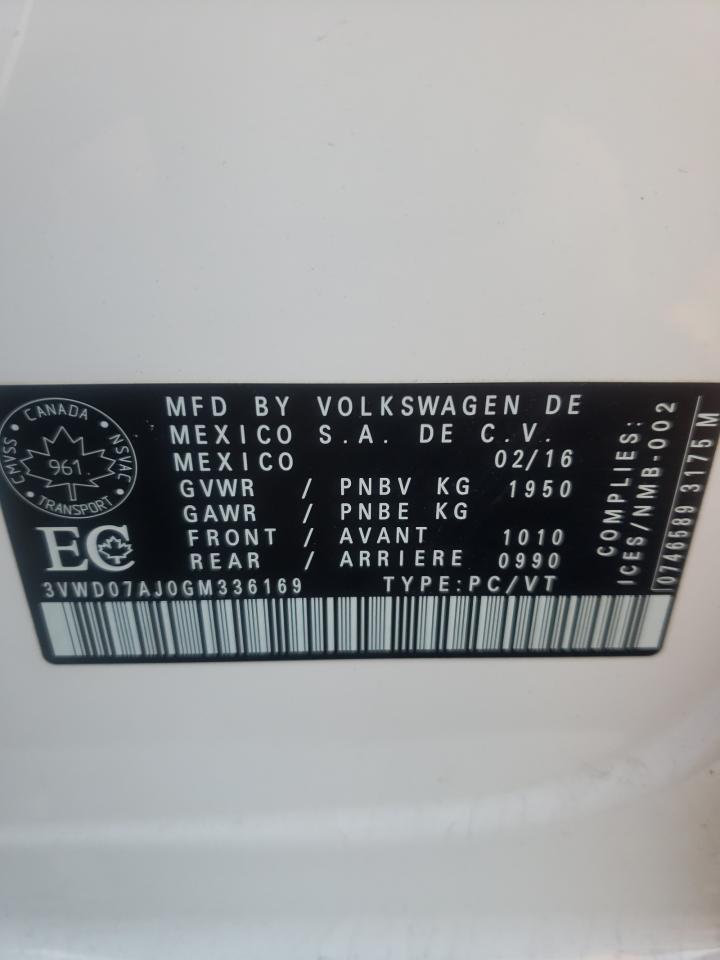 CMVSS · CANADA · NSVAC · TRANSPORT ·
961
EC
MFD BY VOLKSWAGEN DE
MEXICO S.A. DE C.V.
MEXICO 02/16
GVWR / PNBV KG 1950
GAWR / PNBE KG
FRONT / AVANT 1010
REAR / ARRIERE 0990
3VWD07AJ0GM336169 TYPE:PC/VT
COMPLIES:
ICES/NMB-002
0746589 3175 M